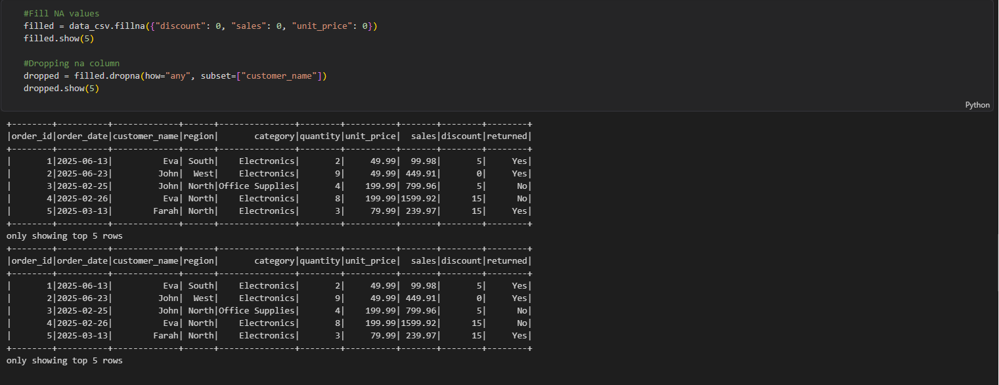 #Fill NA values
filled = data_csv.fillna({"discount": 0, "sales": 0, "unit_price": 0})
filled.show(5)
#Dropping na column
dropped = filled.dropna(how="any", subset=["customer_name"])
dropped.show(5)
Python
+--------+----------+-------------+------+---------------+--------+----------+-------+--------+--------+
|order_id|order_date|customer_name|region|       category|quantity|unit_price|  sales|discount|returned|
+--------+----------+-------------+------+---------------+--------+----------+-------+--------+--------+
|       1|2025-06-13|          Eva| South|    Electronics|       2|     49.99|  99.98|       5|     Yes|
|       2|2025-06-23|         John|  West|    Electronics|       9|     49.99| 449.91|       0|     Yes|
|       3|2025-02-25|         John| North|Office Supplies|       4|    199.99| 799.96|       5|      No|
|       4|2025-02-26|          Eva| North|    Electronics|       8|    199.99|1599.92|      15|      No|
|       5|2025-03-13|        Farah| North|    Electronics|       3|     79.99| 239.97|      15|     Yes|
+--------+----------+-------------+------+---------------+--------+----------+-------+--------+--------+
only showing top 5 rows
+--------+----------+-------------+------+---------------+--------+----------+-------+--------+--------+
|order_id|order_date|customer_name|region|       category|quantity|unit_price|  sales|discount|returned|
+--------+----------+-------------+------+---------------+--------+----------+-------+--------+--------+
|       1|2025-06-13|          Eva| South|    Electronics|       2|     49.99|  99.98|       5|     Yes|
|       2|2025-06-23|         John|  West|    Electronics|       9|     49.99| 449.91|       0|     Yes|
|       3|2025-02-25|         John| North|Office Supplies|       4|    199.99| 799.96|       5|      No|
|       4|2025-02-26|          Eva| North|    Electronics|       8|    199.99|1599.92|      15|      No|
|       5|2025-03-13|        Farah| North|    Electronics|       3|     79.99| 239.97|      15|     Yes|
+--------+----------+-------------+------+---------------+--------+----------+-------+--------+--------+
only showing top 5 rows